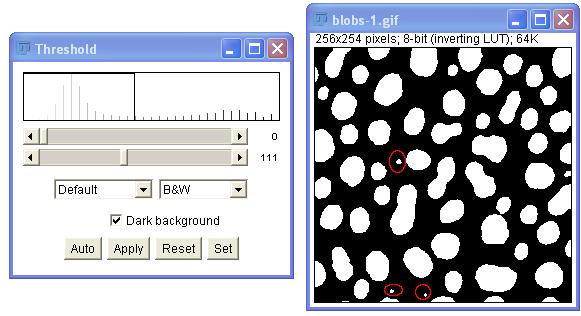 Threshold
0
111
Default
B&W
Dark background
Auto
Apply
Reset
Set
blobs-1.gif
256x254 pixels; 8-bit (inverting LUT); 64K